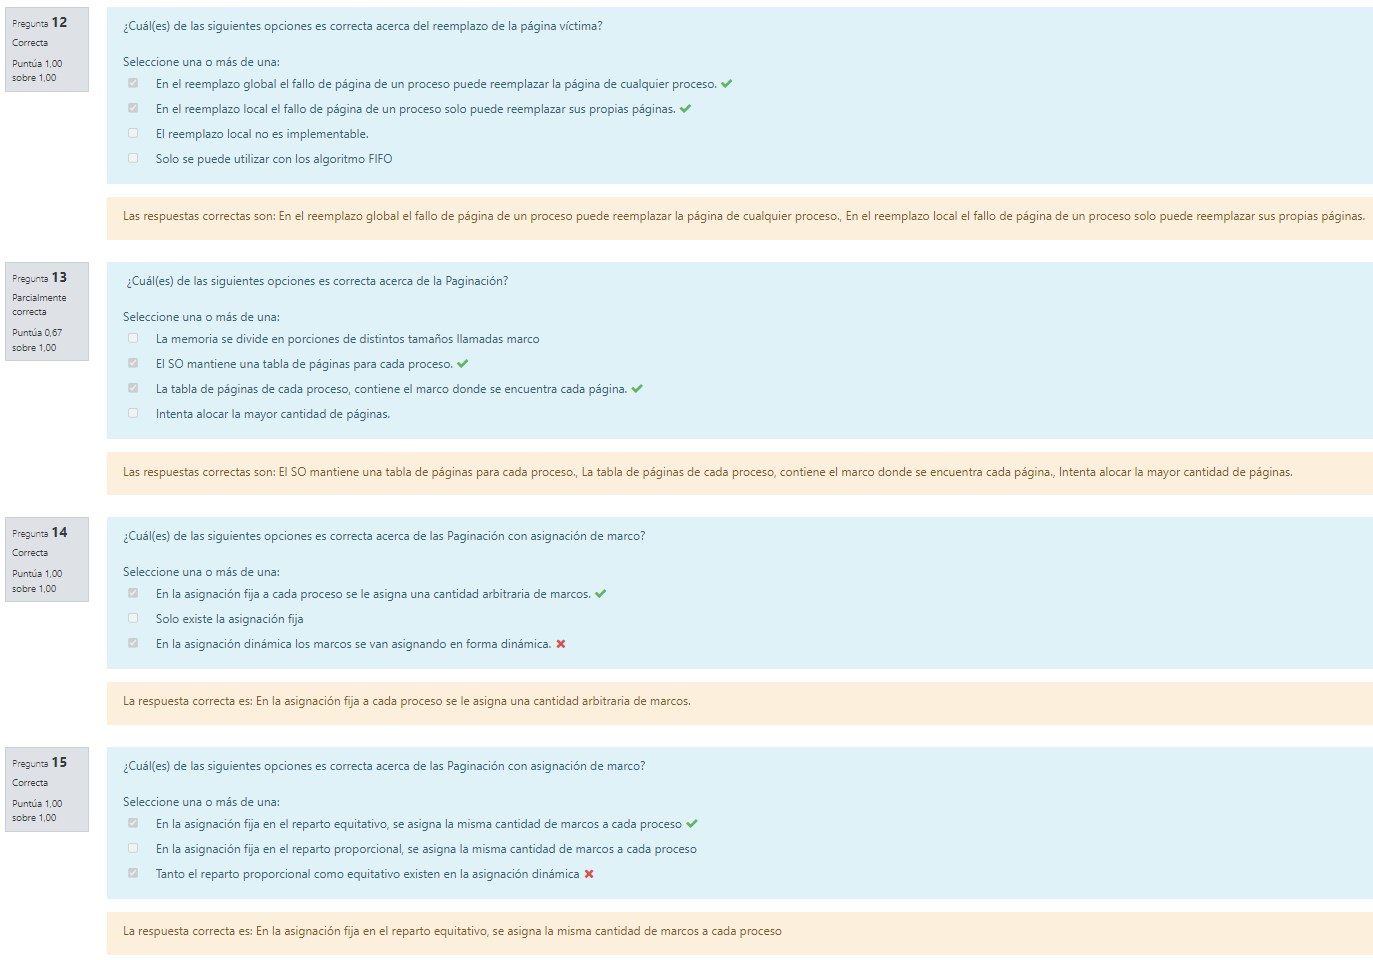 Pregunta 12
Correcta
Puntúa 1,00
sobre 1,00
¿Cuál(es) de las siguientes opciones es correcta acerca del reemplazo de la página víctima?
Seleccione una o más de una:
En el reemplazo global el fallo de página de un proceso puede reemplazar la página de cualquier proceso.
En el reemplazo local el fallo de página de un proceso solo puede reemplazar sus propias páginas.
El reemplazo local no es implementable.
Solo se puede utilizar con los algoritmo FIFO
Las respuestas correctas son: En el reemplazo global el fallo de página de un proceso puede reemplazar la página de cualquier proceso., En el reemplazo local el fallo de página de un proceso solo puede reemplazar sus propias páginas.
Pregunta 13
Parcialmente
correcta
Puntúa 0,67
sobre 1,00
¿Cuál(es) de las siguientes opciones es correcta acerca de la Paginación?
Seleccione una o más de una:
La memoria se divide en porciones de distintos tamaños llamadas marco
El SO mantiene una tabla de páginas para cada proceso.
La tabla de páginas de cada proceso, contiene el marco donde se encuentra cada página.
Intenta alocar la mayor cantidad de páginas.
Las respuestas correctas son: El SO mantiene una tabla de páginas para cada proceso., La tabla de páginas de cada proceso, contiene el marco donde se encuentra cada página., Intenta alocar la mayor cantidad de páginas.
Pregunta 14
Correcta
Puntúa 1,00
sobre 1,00
¿Cuál(es) de las siguientes opciones es correcta acerca de las Paginación con asignación de marco?
Seleccione una o más de una:
En la asignación fija a cada proceso se le asigna una cantidad arbitraria de marcos.
Solo existe la asignación fija
En la asignación dinámica los marcos se van asignando en forma dinámica.
La respuesta correcta es: En la asignación fija a cada proceso se le asigna una cantidad arbitraria de marcos.
Pregunta 15
Correcta
Puntúa 1,00
sobre 1,00
¿Cuál(es) de las siguientes opciones es correcta acerca de las Paginación con asignación de marco?
Seleccione una o más de una:
En la asignación fija en el reparto equitativo, se asigna la misma cantidad de marcos a cada proceso
En la asignación fija en el reparto proporcional, se asigna la misma cantidad de marcos a cada proceso
Tanto el reparto proporcional como equitativo existen en la asignación dinámica
La respuesta correcta es: En la asignación fija en el reparto equitativo, se asigna la misma cantidad de marcos a cada proceso